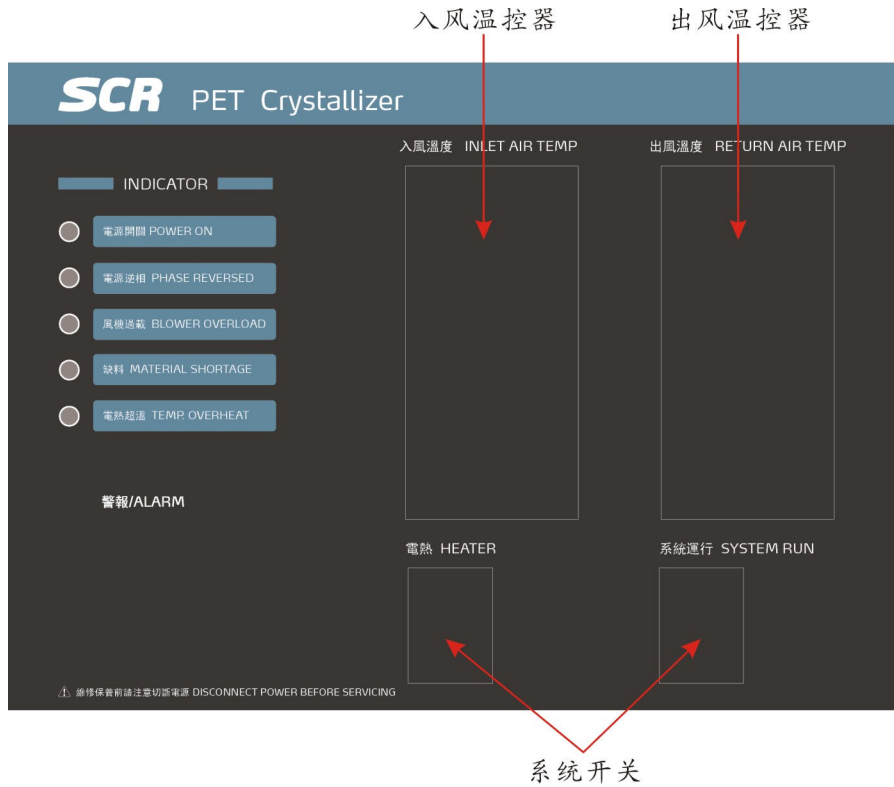 入风温控器 出风温控器
SCR PET Crystallizer
入風溫度 INLET AIR TEMP 出風溫度 RETURN AIR TEMP
INDICATOR
電源開關 POWER ON
電源逆相 PHASE REVERSED
風機過載 BLOWER OVERLOAD
缺料 MATERIAL SHORTAGE
電熱超溫 TEMP. OVERHEAT
警報/ALARM
電熱 HEATER 系統運行 SYSTEM RUN
維修保養前請注意切斷電源 DISCONNECT POWER BEFORE SERVICING
系统开关